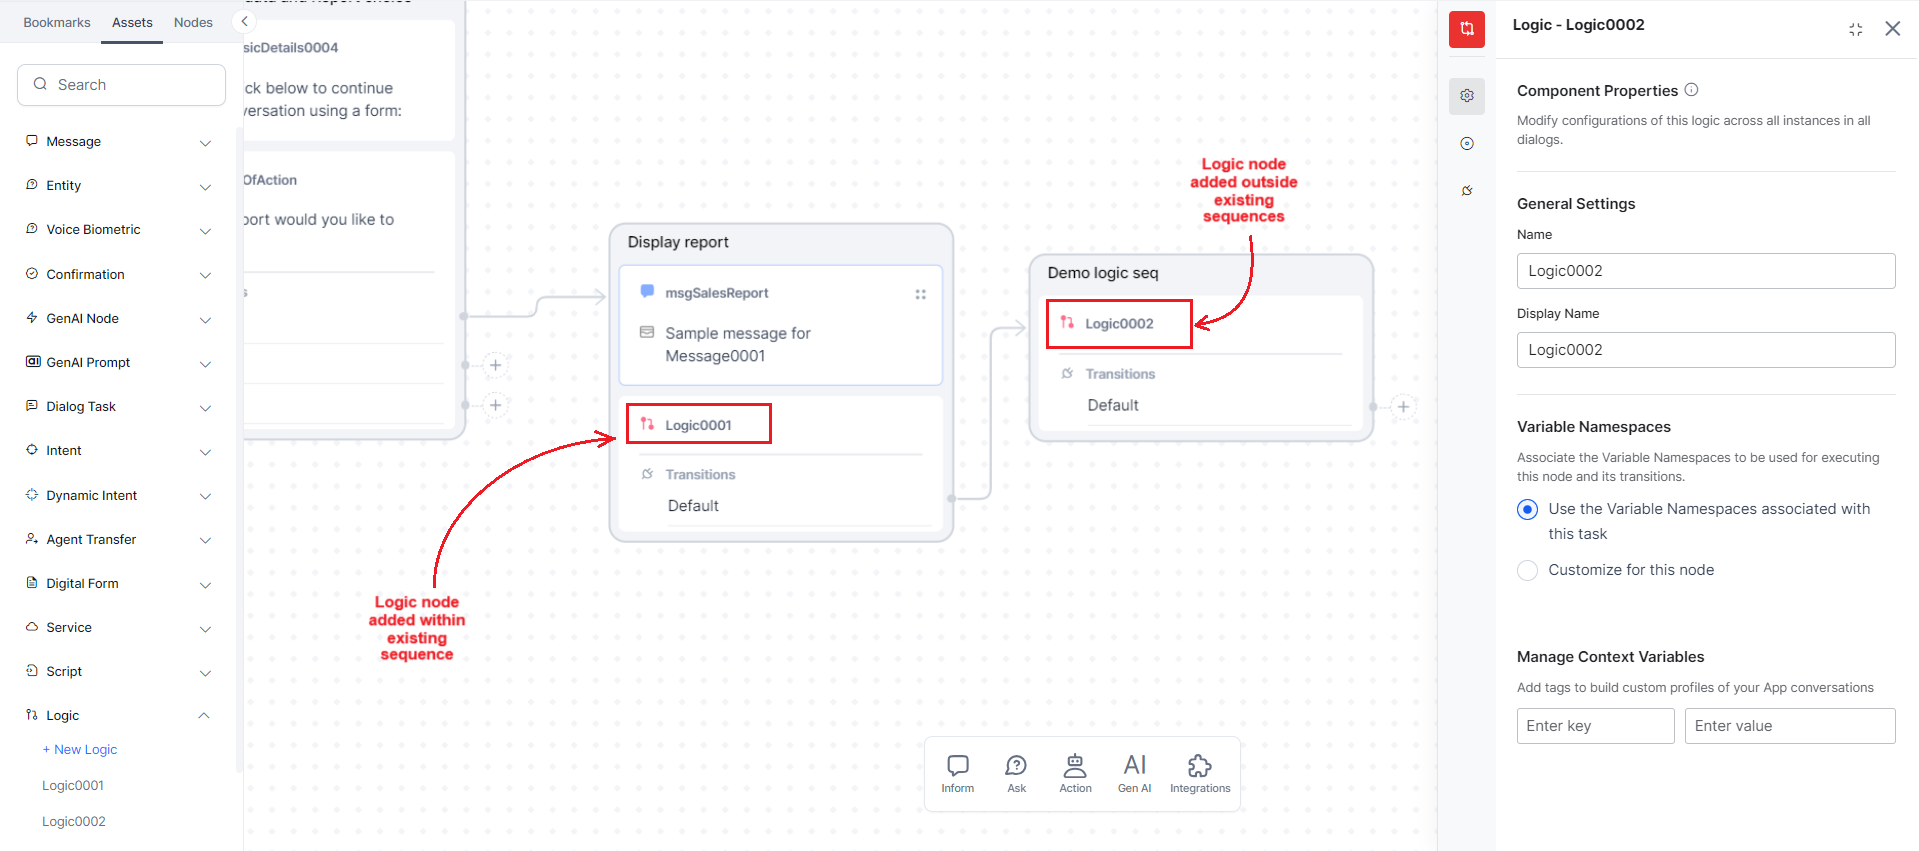 Bookmarks
Assets
Nodes
Search
Message
Entity
Voice Biometric
Confirmation
GenAI Node
GenAI Prompt
Dialog Task
Intent
Dynamic Intent
Agent Transfer
Digital Form
Service
Script
Logic
+ New Logic
Logic0001
Logic0002
sicDetails0004
ck below to continue
versation using a form:
OfAction
port would you like to
s
Display report
msgSalesReport
Sample message for
Message0001
Logic0001
Transitions
Default
Logic node
added within
existing
sequence
Logic node
added outside
existing
sequences
Demo logic seq
Logic0002
Transitions
Default
Inform
Ask
Action
AI
Gen AI
Integrations
Logic - Logic0002
Component Properties
Modify configurations of this logic across all instances in all
dialogs.
General Settings
Name
Logic0002
Display Name
Logic0002
Variable Namespaces
Associate the Variable Namespaces to be used for executing
this node and its transitions.
Use the Variable Namespaces associated with
this task
Customize for this node
Manage Context Variables
Add tags to build custom profiles of your App conversations
Enter key
Enter value